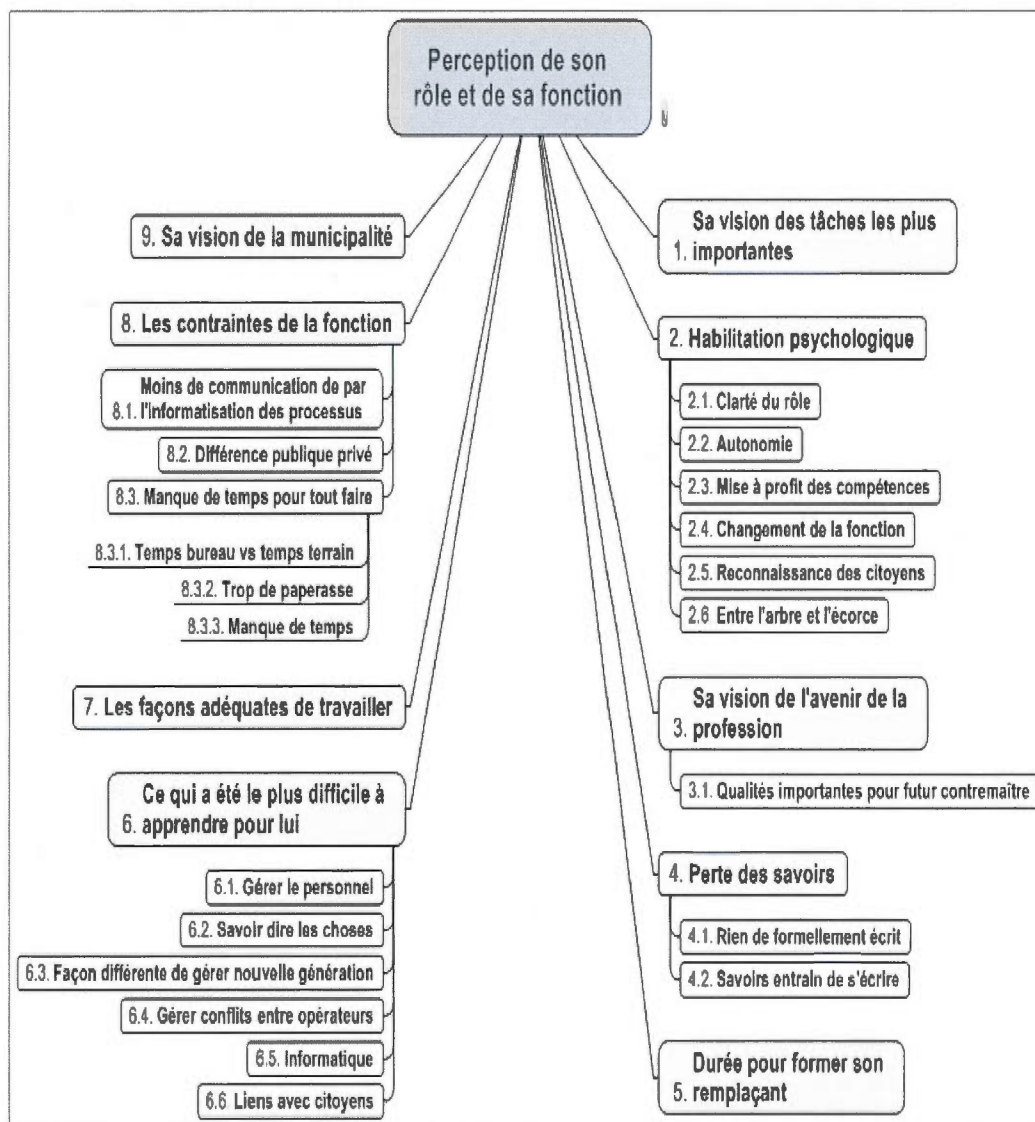 Perception de son
rôle et de sa fonction
Sa vision des tâches les plus
1. importantes
2. Habilitation psychologique
2.1. Clarté du rôle
2.2. Autonomie
2.3. Mise à profit des compétences
2.4. Changement de la fonction
2.5. Reconnaissance des citoyens
2.6 Entre l'arbre et l'écorce
Sa vision de l'avenir de la
3. profession
3.1. Qualités importantes pour futur contremaître
4. Perte des savoirs
4.1. Rien de formellement écrit
4.2. Savoirs entrain de s'écrire
Durée pour former son
5. remplaçant
Ce qui a été le plus difficile à
6. apprendre pour lui
6.1. Gérer le personnel
6.2. Savoir dire les choses
6.3. Façon différente de gérer nouvelle génération
6.4. Gérer conflits entre opérateurs
6.5. Informatique
6.6 Liens avec citoyens
7. Les façons adéquates de travailler
8. Les contraintes de la fonction
Moins de communication de par
8.1. l'informatisation des processus
8.2. Différence publique privé
8.3. Manque de temps pour tout faire
8.3.1. Temps bureau vs temps terrain
8.3.2. Trop de paperasse
8.3.3. Manque de temps
9. Sa vision de la municipalité